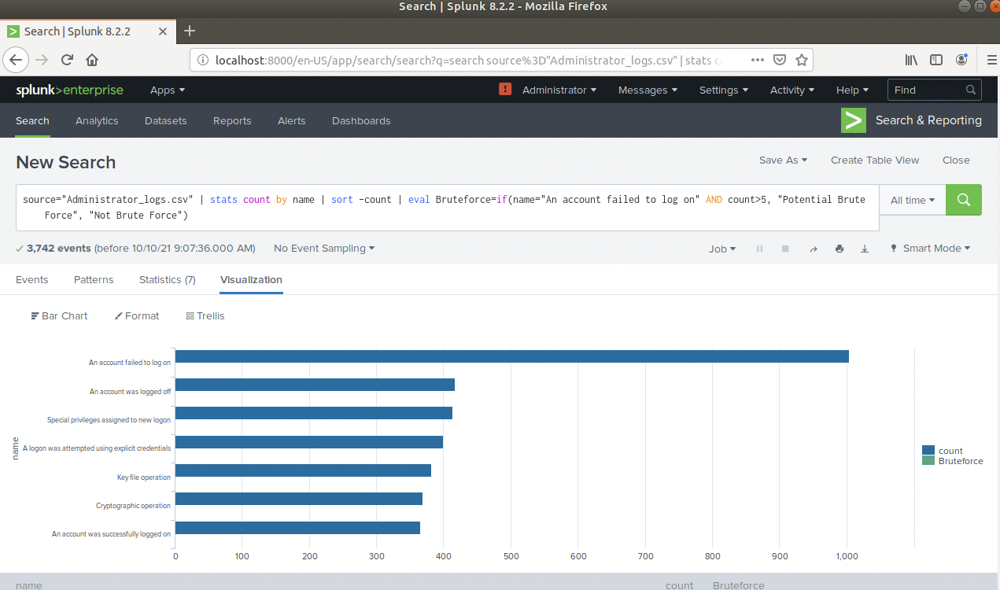 Search | Splunk 8.2.2 - Mozilla Firefox
Search | Splunk 8.2.2
localhost:8000/en-US/app/search/search?q=search source%3D"Administrator_logs.csv" | stats co
splunk>enterprise Apps Administrator Messages Settings Activity Help Find
Search Analytics Datasets Reports Alerts Dashboards Search & Reporting
New Search Save As Create Table View Close
source="Administrator_logs.csv" | stats count by name | sort -count | eval Bruteforce=if(name="An account failed to log on" AND count>5, "Potential Brute
Force", "Not Brute Force")
All time
3,742 events (before 10/10/21 9:07:36.000 AM) No Event Sampling Job Smart Mode
Events Patterns Statistics (7) Visualization
Bar Chart Format Trellis
An account failed to log on
An account was logged off
Special privileges assigned to new logon
A logon was attempted using explicit credentials
Key file operation
Cryptographic operation
An account was successfully logged on
name
0 100 200 300 400 500 600 700 800 900 1,000
count
Bruteforce
name count Bruteforce